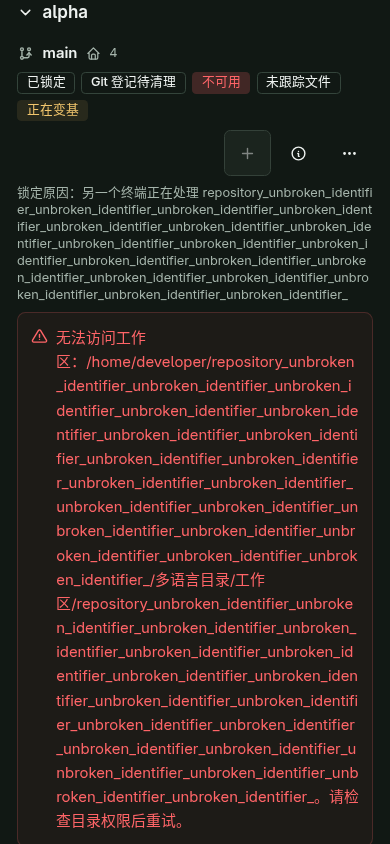 alpha
main 4
已锁定 Git 登记待清理 不可用 未跟踪文件
正在变基
锁定原因：另一个终端正在处理 repository_unbroken_identifi
er_unbroken_identifier_unbroken_identifier_unbroken_ident
ifier_unbroken_identifier_unbroken_identifier_unbroken_ide
ntifier_unbroken_identifier_unbroken_identifier_unbroken_i
dentifier_unbroken_identifier_unbroken_identifier_unbroke
n_identifier_unbroken_identifier_unbroken_identifier_unbro
ken_identifier_unbroken_identifier_unbroken_identifier_
无法访问工作
区：/home/developer/repository_unbroken
_identifier_unbroken_identifier_unbroken_i
dentifier_unbroken_identifier_unbroken_ide
ntifier_unbroken_identifier_unbroken_identi
fier_unbroken_identifier_unbroken_identifie
r_unbroken_identifier_unbroken_identifier_
unbroken_identifier_unbroken_identifier_un
broken_identifier_unbroken_identifier_unbr
oken_identifier_unbroken_identifier_unbrok
en_identifier_/多语言目录/工作
区/repository_unbroken_identifier_unbroke
n_identifier_unbroken_identifier_unbroken_
identifier_unbroken_identifier_unbroken_id
entifier_unbroken_identifier_unbroken_iden
tifier_unbroken_identifier_unbroken_identifi
er_unbroken_identifier_unbroken_identifier
_unbroken_identifier_unbroken_identifier_u
nbroken_identifier_unbroken_identifier_unb
roken_identifier_unbroken_identifier_。请检
查目录权限后重试。